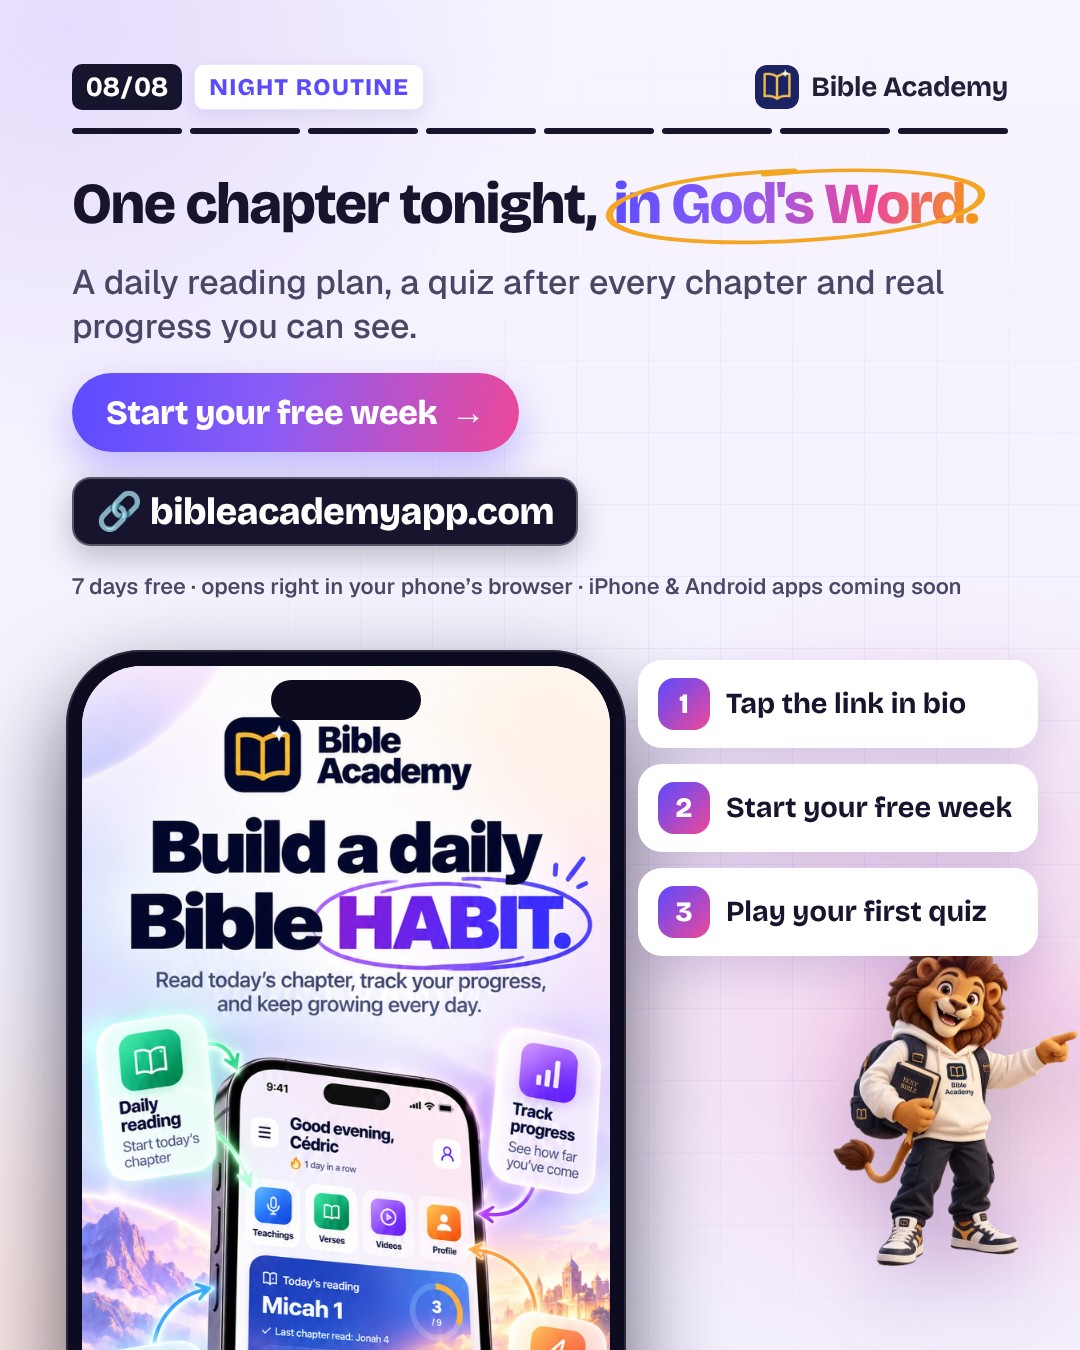 08/08
NIGHT ROUTINE
Bible Academy
One chapter tonight, in God's Word.
A daily reading plan, a quiz after every chapter and real
progress you can see.
Start your free week →
bibleacademyapp.com
7 days free · opens right in your phone’s browser · iPhone & Android apps coming soon
Bible
Academy
Build a daily
Bible HABIT.
Read today’s chapter, track your progress,
and keep growing every day.
Daily
reading
Start today’s
chapter
Track
progress
See how far
you’ve come
9:41
Good evening,
Cédric
1 day in a row
Teachings
Verses
Videos
Profile
Today’s reading
Micah 1
Last chapter read: Jonah 4
3
/9
1
Tap the link in bio
2
Start your free week
3
Play your first quiz
HOLY
BIBLE
Bible
Academy